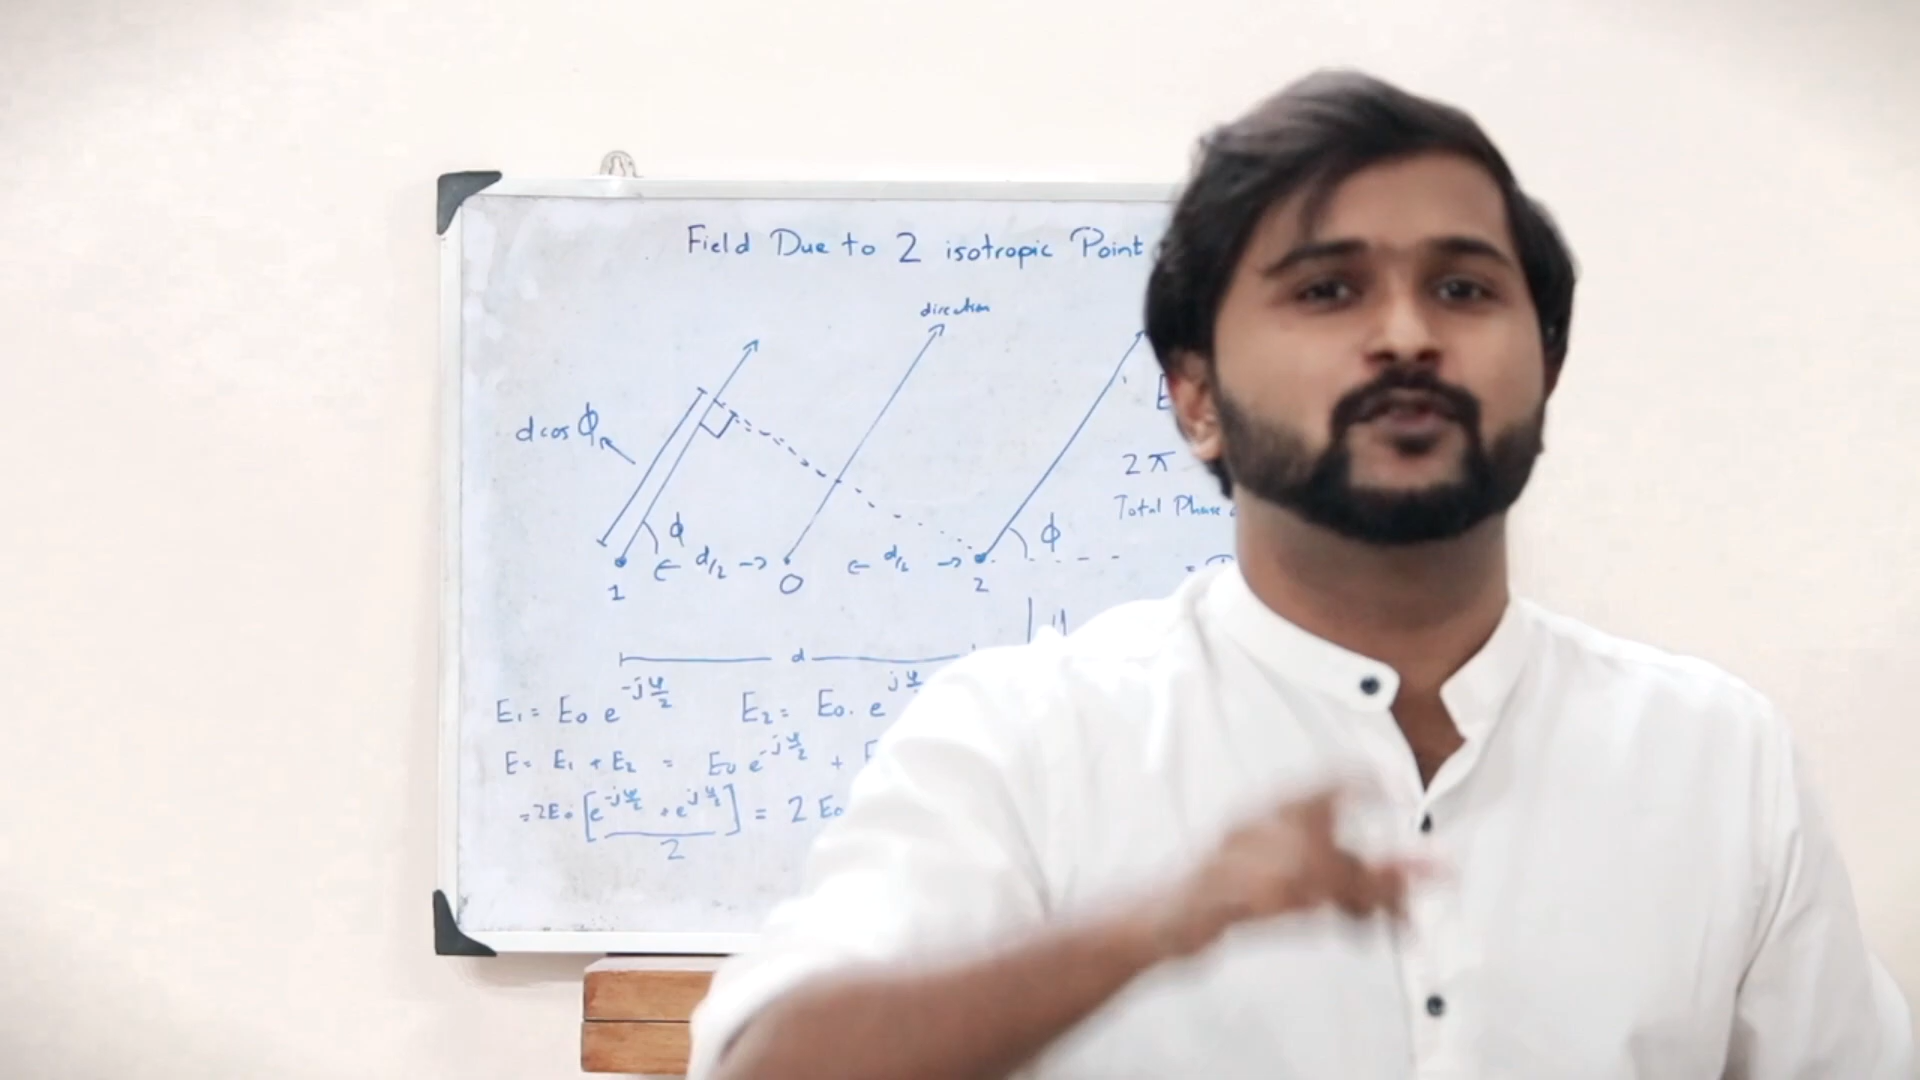 Field Due to 2 isotropic Point
direction
d cos ϕ
E
2π
Total Phase
ϕ
ϕ
← d/2 →
← d/2 →
1
O
2
d
E₁ = E₀ e^(-jψ/2) E₂ = E₀. e^(jψ/2)
E = E₁ + E₂ = E₀ e^(-jψ/2) +
= 2E₀ [(e^(-jψ/2) + e^(jψ/2))/2] = 2 E₀